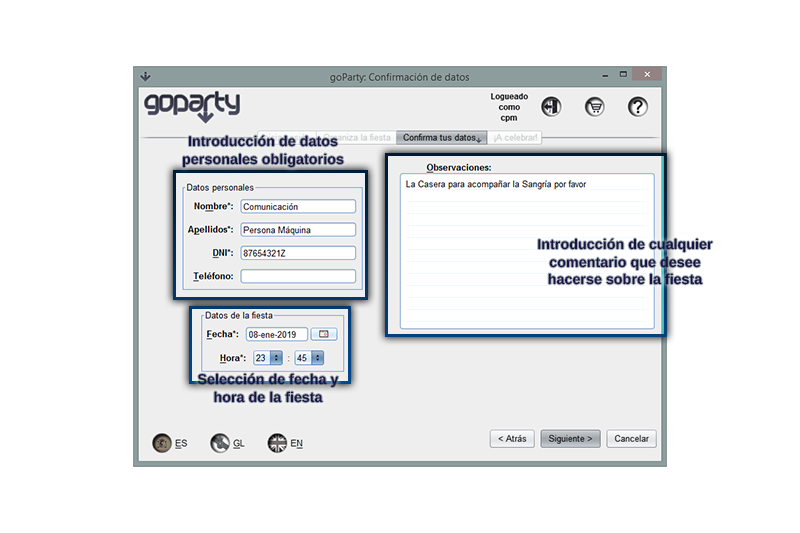 goParty: Confirmación de datos
goparty
Logueado
como
cpm
Organiza la fiesta
Confirma tus datos
¡A celebrar!
Introducción de datos
personales obligatorios
Datos personales
Nombre*: Comunicación
Apellidos*: Persona Máquina
DNI*: 87654321Z
Teléfono:
Observaciones:
La Casera para acompañar la Sangría por favor
Introducción de cualquier
comentario que desee
hacerse sobre la fiesta
Datos de la fiesta
Fecha*: 08-ene-2019
Hora*: 23 : 45
Selección de fecha y
hora de la fiesta
ES GL EN
< Atrás Siguiente > Cancelar